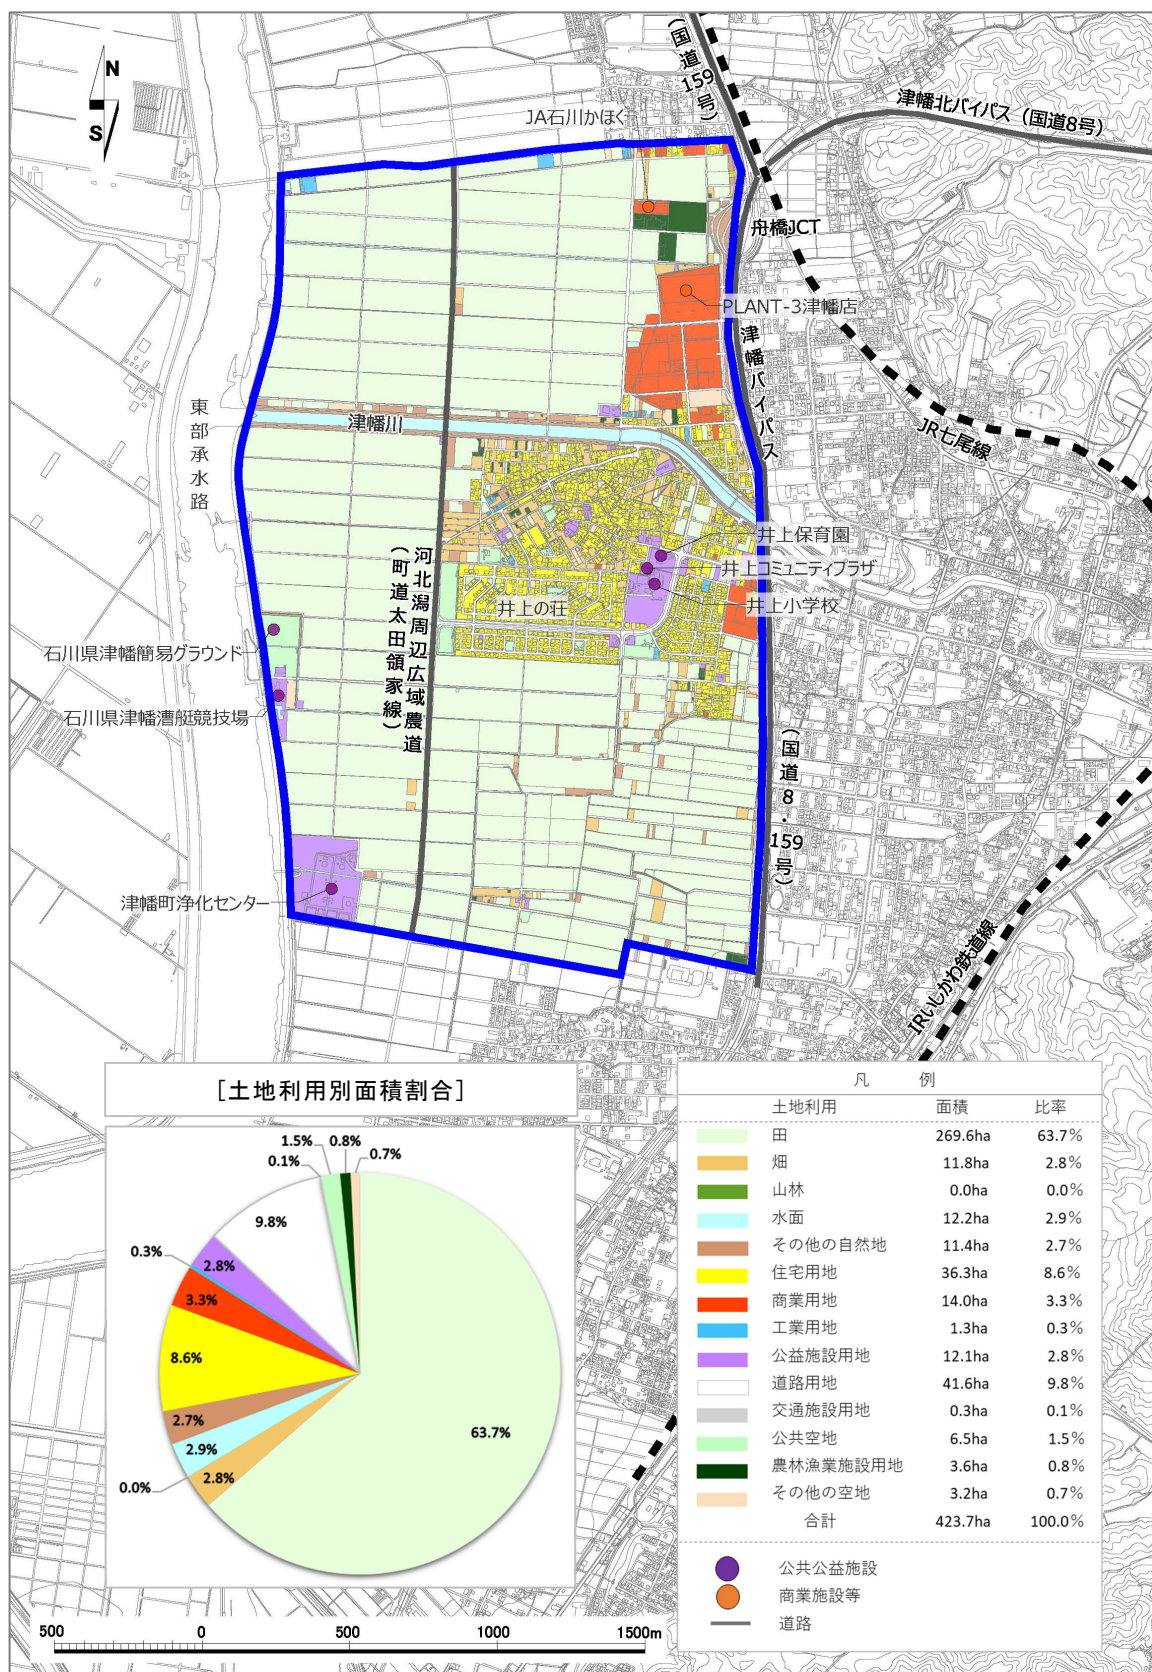 N
S
(国道159号)
JA石川かほく
津幡北バイパス（国道8号）
舟橋JCT
PLANT-3津幡店
津幡バイパス
東部承水路
津幡川
JR七尾線
井上保育園
井上コミュニティプラザ
井上小学校
井上の荘
河北潟周辺広域農道
(町道太田領家線)
石川県津幡簡易グラウンド
石川県津幡漕艇競技場
(国道8・159号)
津幡町浄化センター
IRいしかわ鉄道線
[土地利用別面積割合]
1.5%
0.8%
0.1%
0.7%
9.8%
0.3%
2.8%
3.3%
8.6%
2.7%
2.9%
0.0%
2.8%
63.7%
凡 例
土地利用 面積 比率
田 269.6ha 63.7%
畑 11.8ha 2.8%
山林 0.0ha 0.0%
水面 12.2ha 2.9%
その他の自然地 11.4ha 2.7%
住宅用地 36.3ha 8.6%
商業用地 14.0ha 3.3%
工業用地 1.3ha 0.3%
公益施設用地 12.1ha 2.8%
道路用地 41.6ha 9.8%
交通施設用地 0.3ha 0.1%
公共空地 6.5ha 1.5%
農林漁業施設用地 3.6ha 0.8%
その他の空地 3.2ha 0.7%
合計 423.7ha 100.0%
公共公益施設
商業施設等
道路
500 0 500 1000 1500m